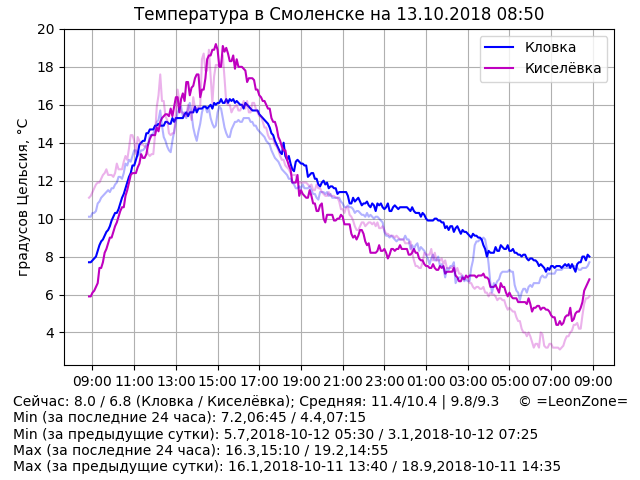 Температура в Смоленске на 13.10.2018 08:50
20
18
16
14
12
10
8
6
4
градусов Цельсия, °C
Кловка
Киселёвка
09:00 11:00 13:00 15:00 17:00 19:00 21:00 23:00 01:00 03:00 05:00 07:00 09:00
Сейчас: 8.0 / 6.8 (Кловка / Киселёвка); Средняя: 11.4/10.4 | 9.8/9.3 © =LeonZone=
Min (за последние 24 часа): 7.2,06:45 / 4.4,07:15
Min (за предыдущие сутки): 5.7,2018-10-12 05:30 / 3.1,2018-10-12 07:25
Max (за последние 24 часа): 16.3,15:10 / 19.2,14:55
Max (за предыдущие сутки): 16.1,2018-10-11 13:40 / 18.9,2018-10-11 14:35